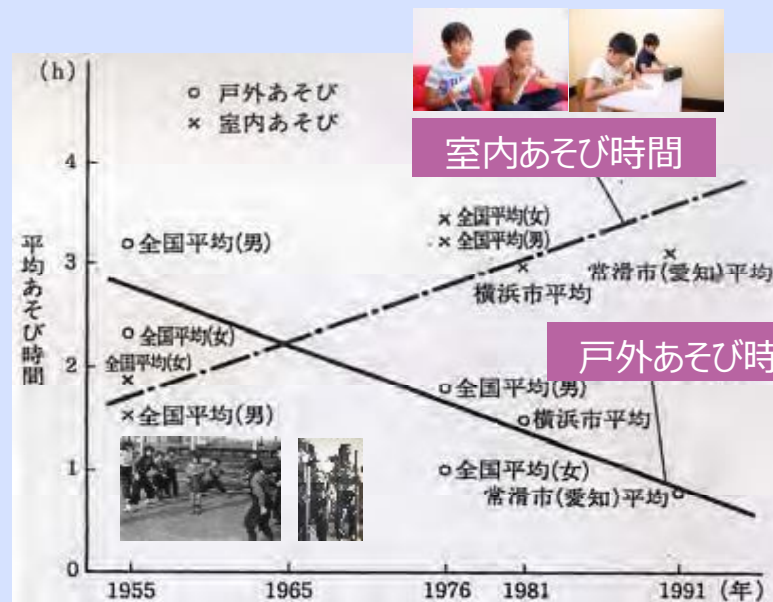 (h)
○ 戸外あそび
× 室内あそび
室内あそび時間
4
3
2
1
0
平均あそび時間
○全国平均(男)
○全国平均(女)
全国平均(女)
×
×全国平均(男)
×全国平均(女)
×全国平均(男)
×
横浜市平均
×
常滑市(愛知)平均
戸外あそび時
○全国平均(男)
○横浜市平均
○全国平均(女)
常滑市(愛知)平均○
1955 1965 1976 1981 1991 (年)